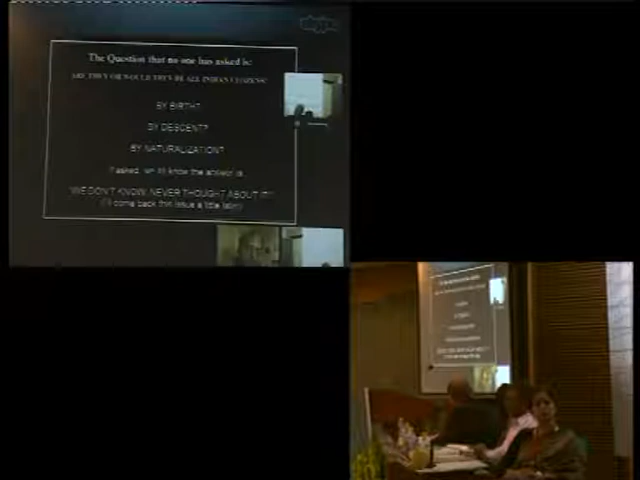 skype
The Question that no one has asked is:
ARE THEY OR WOULD THEY BE ALL INDIAN CITIZENS?
BY BIRTH?
BY DESCENT?
BY NATURALIZATION?
If asked, the answer is
WE DON'T KNOW, NEVER THOUGHT ABOUT IT!
(I'll come back this issue a little later)